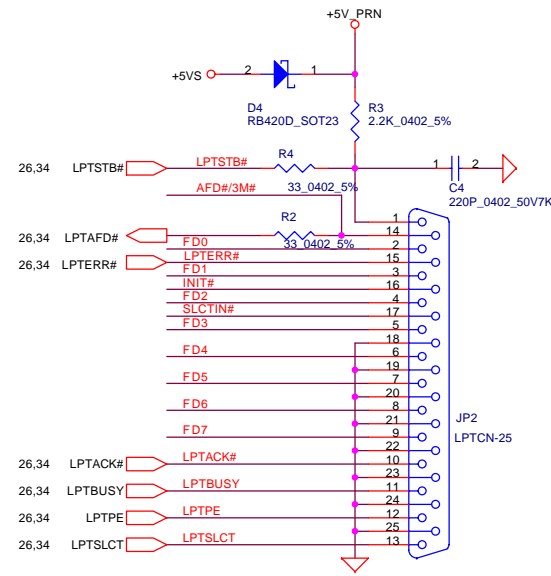 +5V_PRN
+5VS
2
1
D4
RB420D_SOT23
R3
2.2K_0402_5%
26,34 LPTSTB# LPTSTB#
R4
33_0402_5%
1 2
C4
220P_0402_50V7K
AFD#/3M#
1
26,34 LPTAFD#
R2
33_0402_5%
14
FD0 2
26,34 LPTERR# LPTERR# 15
FD1 3
INIT# 16
FD2 4
SLCTIN# 17
FD3 5
18
FD4 6
19
FD5 7
20
FD6 8
21
JP2
FD7 9
LPTCN-25
22
26,34 LPTACK# LPTACK# 10
23
26,34 LPTBUSY LPTBUSY 11
24
26,34 LPTPE LPTPE 12
25
26,34 LPTSLCT LPTSLCT 13